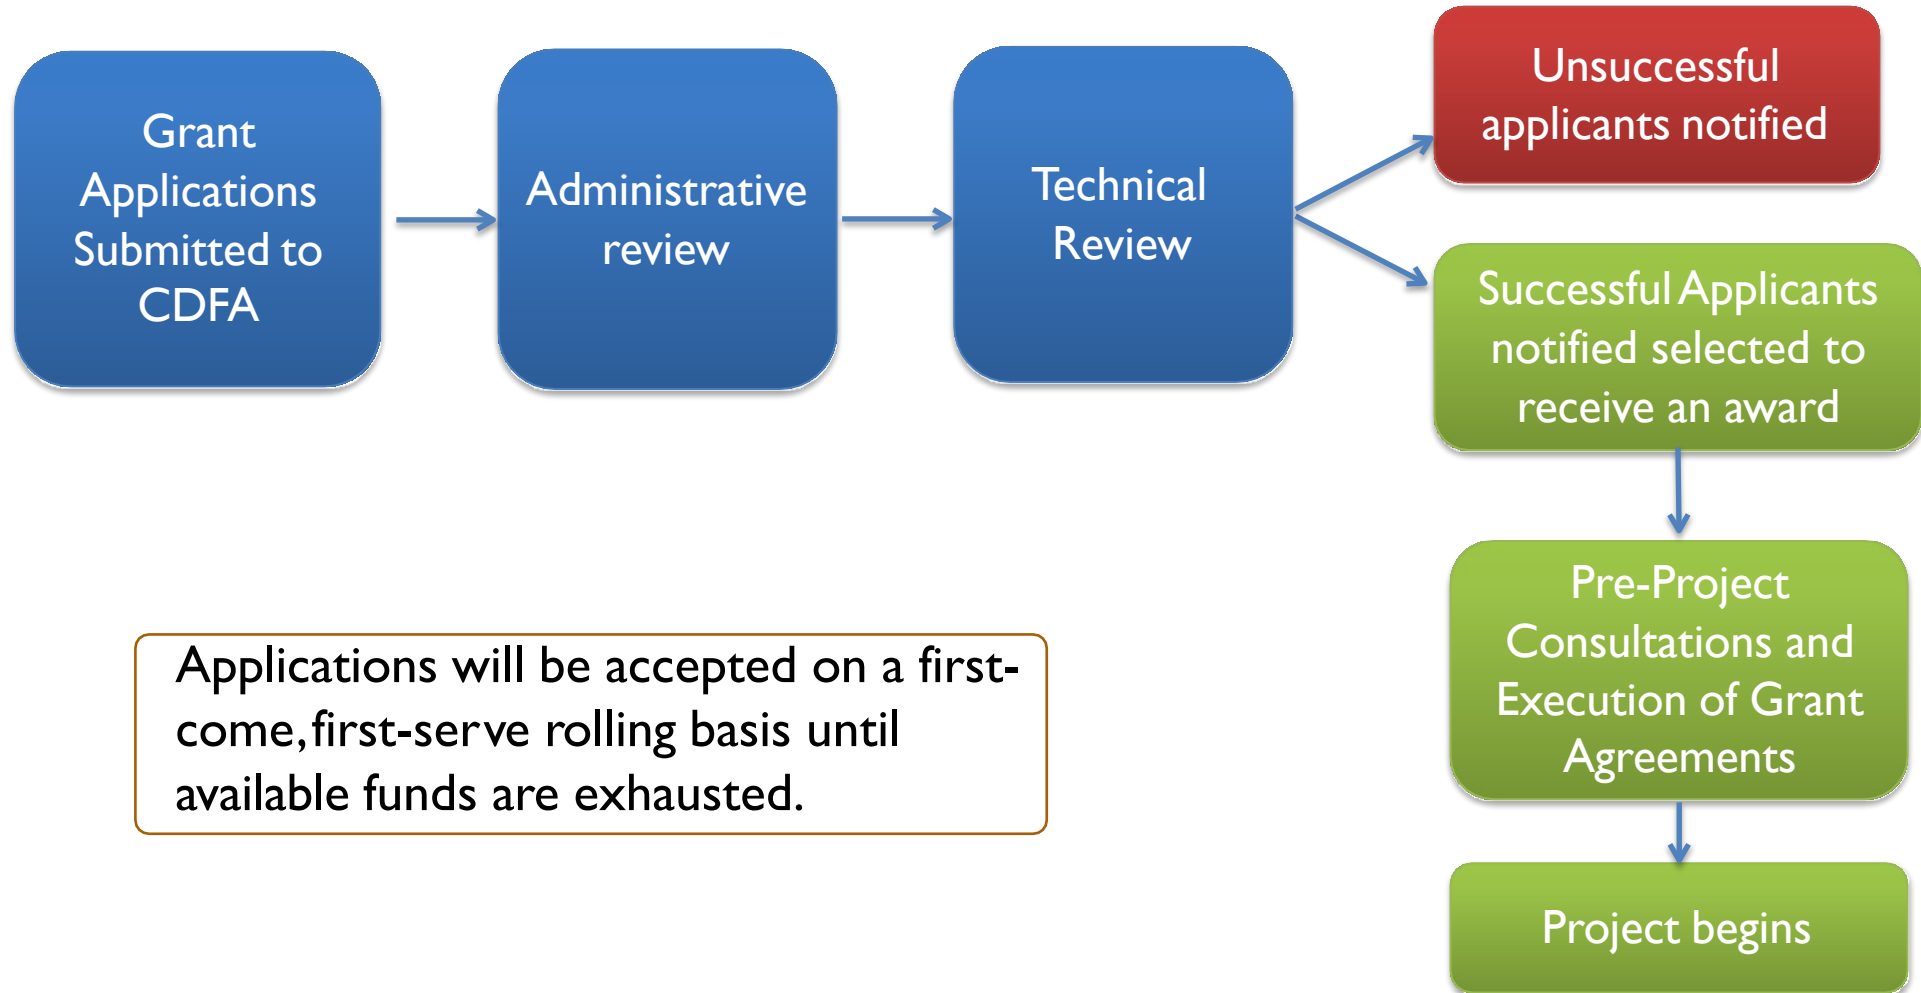 Grant
Applications
Submitted to
CDFA
Administrative
review
Technical
Review
Unsuccessful
applicants notified
Successful Applicants
notified selected to
receive an award
Pre-Project
Consultations and
Execution of Grant
Agreements
Project begins
Applications will be accepted on a first-
come, first-serve rolling basis until
available funds are exhausted.